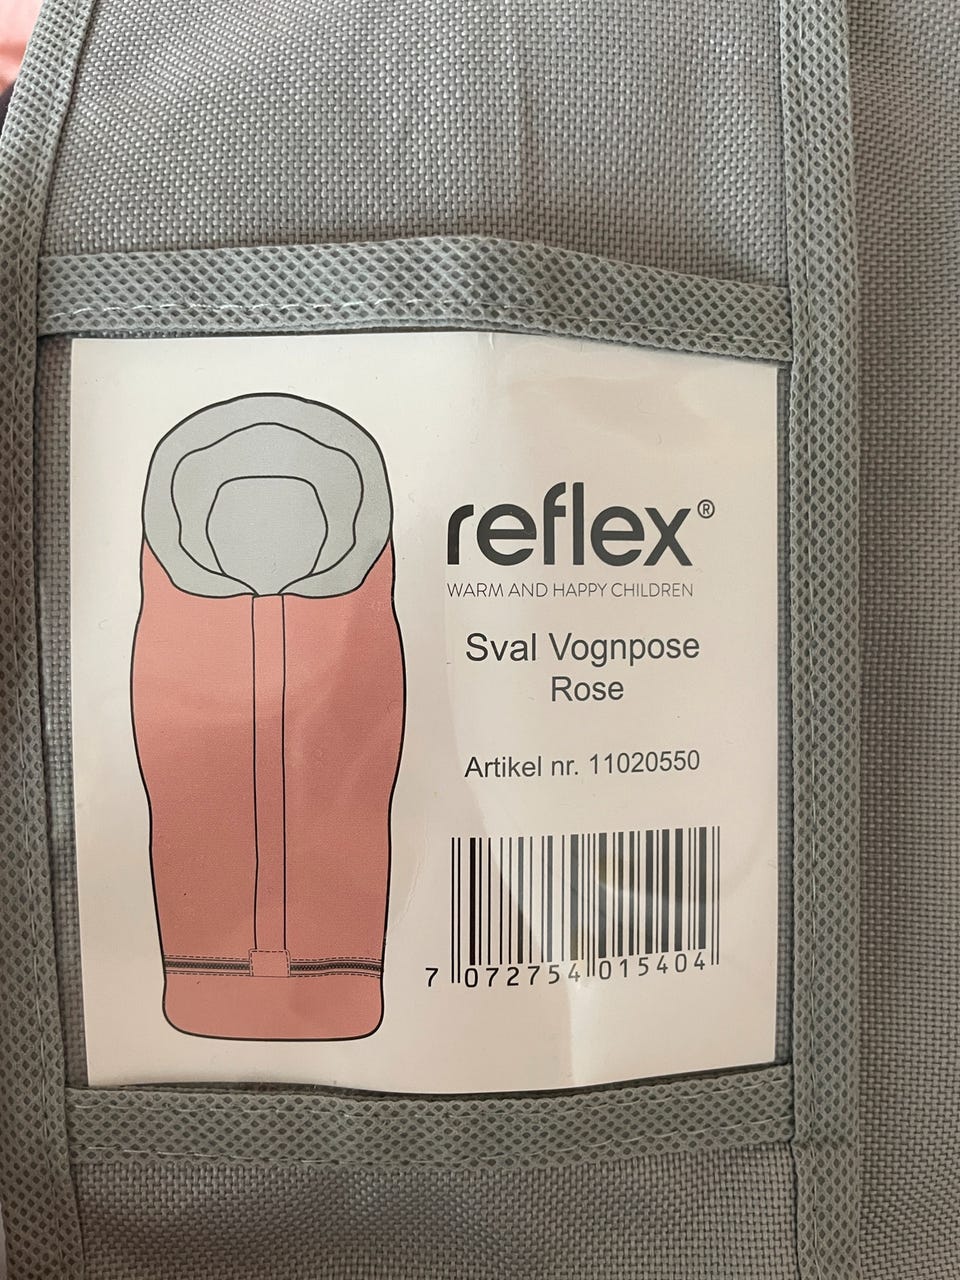 reflex®
WARM AND HAPPY CHILDREN
Sval Vognpose
Rose
Artikel nr. 11020550
7 072754 015404